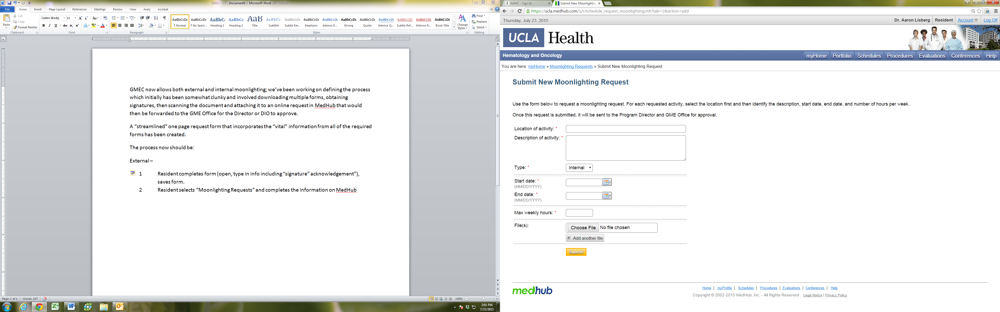 Document1 - Microsoft Word
File Home Insert Page Layout References Mailings Review View Avery Acrobat
Cut
Copy
Paste
Format Painter
Clipboard
Calibri (Body) 11
Font
Paragraph
AaBbCcDc AaBbCcDc AaBbC AaBbCc AaB AaBbCc. AaBbCcDc AaBbCcDc AaBbCcDc AaBbCcDc AaBbCcDc AaBbCcDc AaBbCcDc AaBbCcDc AaBbCcDc
¶ Normal ¶ No Spaci... Heading 1 Heading 2 Title Subtitle Subtle Em... Emphasis Intense E... Strong Quote Intense Q... Subtle Ref... Intense R... Book Title
Styles
Change Styles
Find
Replace
Select
Editing
GMEC now allows both external and internal moonlighting; we’ve been working on defining the process
which initially has been somewhat clunky and involved downloading multiple forms, obtaining
signatures, then scanning the document and attaching it to an online request in MedHub that would
then be forwarded to the GME Office for the Director or DIO to approve.
A “streamlined” one page request form that incorporates the “vital” information from all of the required
forms has been created.
The process now should be:
External –
1 Resident completes form (open, type in info including “signature” acknowledgement”),
saves form.
2 Resident selects “Moonlighting Requests” and completes the information on MedHub
Page: 1 of 1 Words: 107
149%
2:01 PM
7/23/2015
AAMC - Sign In
Submit New Moonlighting
https://ucla.medhub.com/u/r/schedule_request_moonlighting.mh?tab=1&action=add
Thursday, July 23, 2015
Dr. Aaron Lisberg Resident Account Log Off
UCLA Health
Hematology and Oncology
myHome Portfolio Schedules Procedures Evaluations Conferences Help
You are here: myHome » Moonlighting Requests » Submit New Moonlighting Request
Submit New Moonlighting Request
Use the form below to request a moonlighting request. For each requested activity, select the location first and then identify the description, start date, end date, and number of hours per week.
Once this request is submitted, it will be sent to the Program Director and GME Office for approval.
Location of activity: *
Description of activity: *
Type: * Internal
Start date: *
(MM/DD/YYYY)
End date: *
(MM/DD/YYYY)
Max weekly hours: *
File(s): Choose File No file chosen
Add another file
Submit
medhub
Home | myProfile | Schedules | Procedures | Evaluations | Conferences | Help
Copyright © 2002-2015 MedHub, Inc. - All Rights Reserved Legal Notice | Privacy Policy